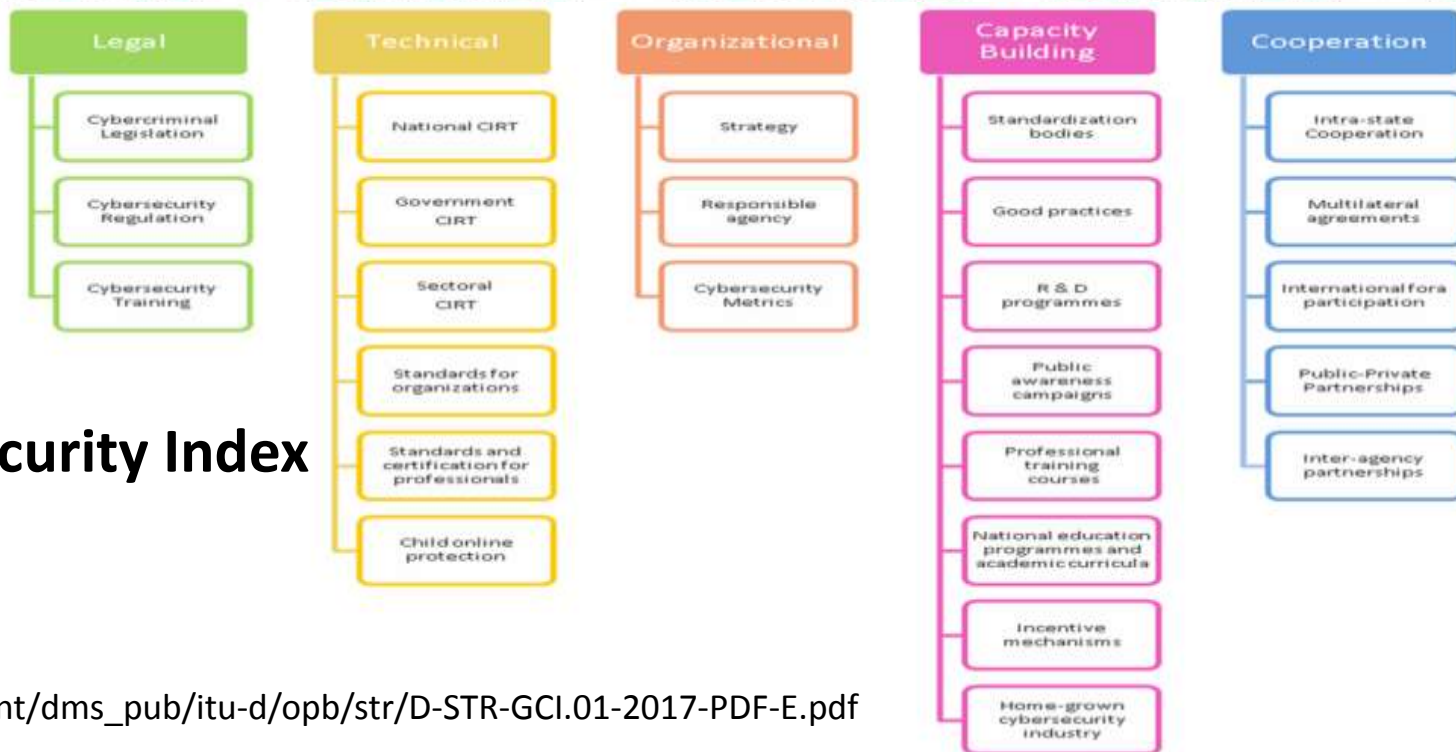 Legal
Cybercriminal
Legislation
Cybersecurity
Regulation
Cybersecurity
Training
Technical
National CIRT
Government
CIRT
Sectoral
CIRT
Standards for
organizations
Standards and
certification for
professionals
Child online
protection
Organizational
Strategy
Responsible
agency
Cybersecurity
Metrics
Capacity
Building
Standardization
bodies
Good practices
R & D
programmes
Public
awareness
campaigns
Professional
training
courses
National education
programmes and
academic curricula
Incentive
mechanisms
Home-grown
cybersecurity
industry
Cooperation
Intra-state
Cooperation
Multilateral
agreements
International fora
participation
Public-Private
Partnerships
Inter-agency
partnerships
curity Index
nt/dms_pub/itu-d/opb/str/D-STR-GCI.01-2017-PDF-E.pdf